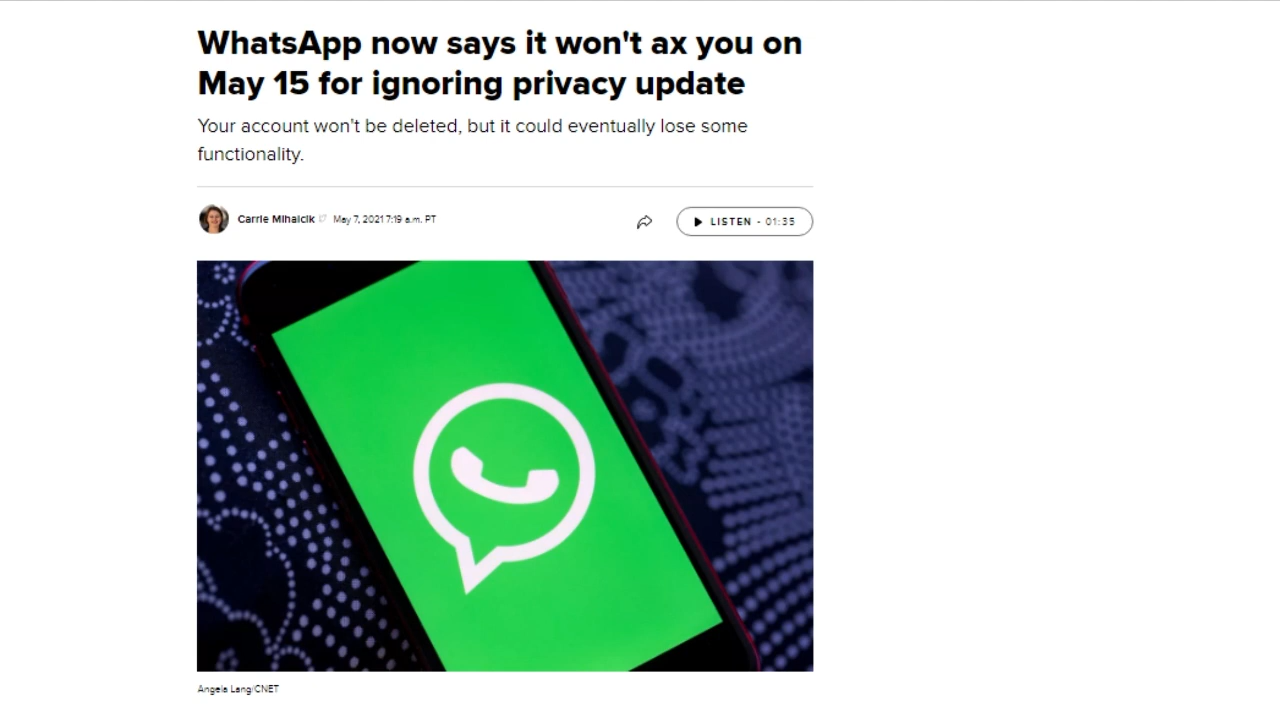 WhatsApp now says it won't ax you on
May 15 for ignoring privacy update
Your account won't be deleted, but it could eventually lose some
functionality.
Carrie Mihalcik May 7, 2021 7:19 a.m. PT
LISTEN - 01:35
Angela Lang/CNET